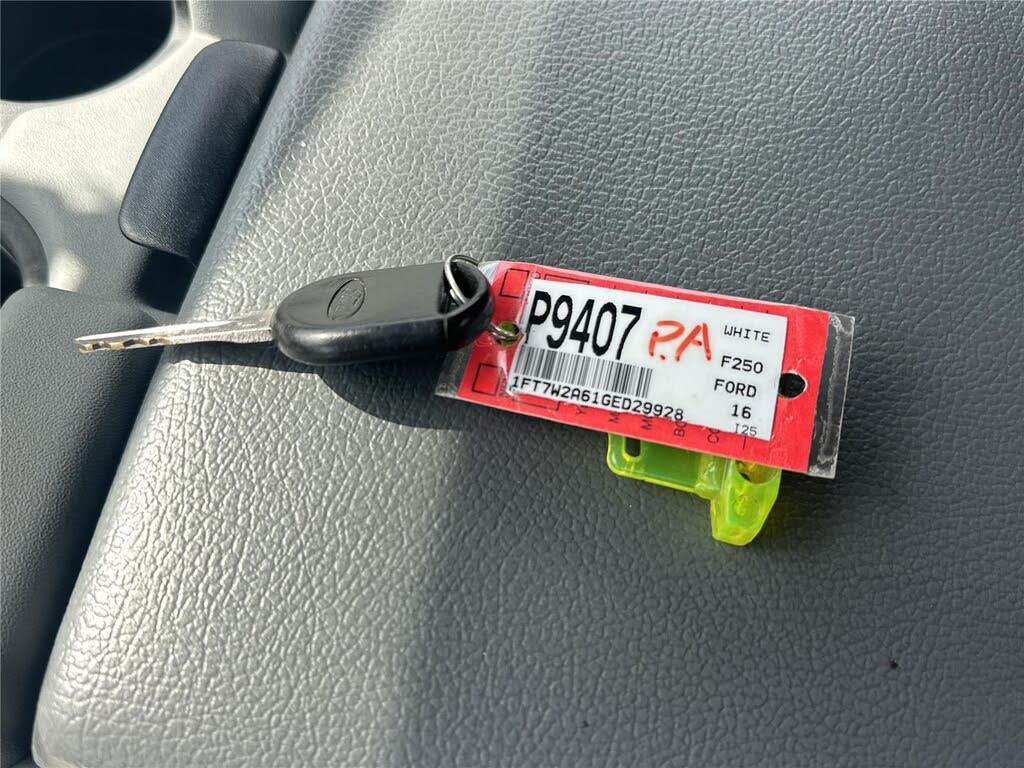 P9407
P.A
WHITE
F250
FORD
16
I25
1FT7W2A61GED29928